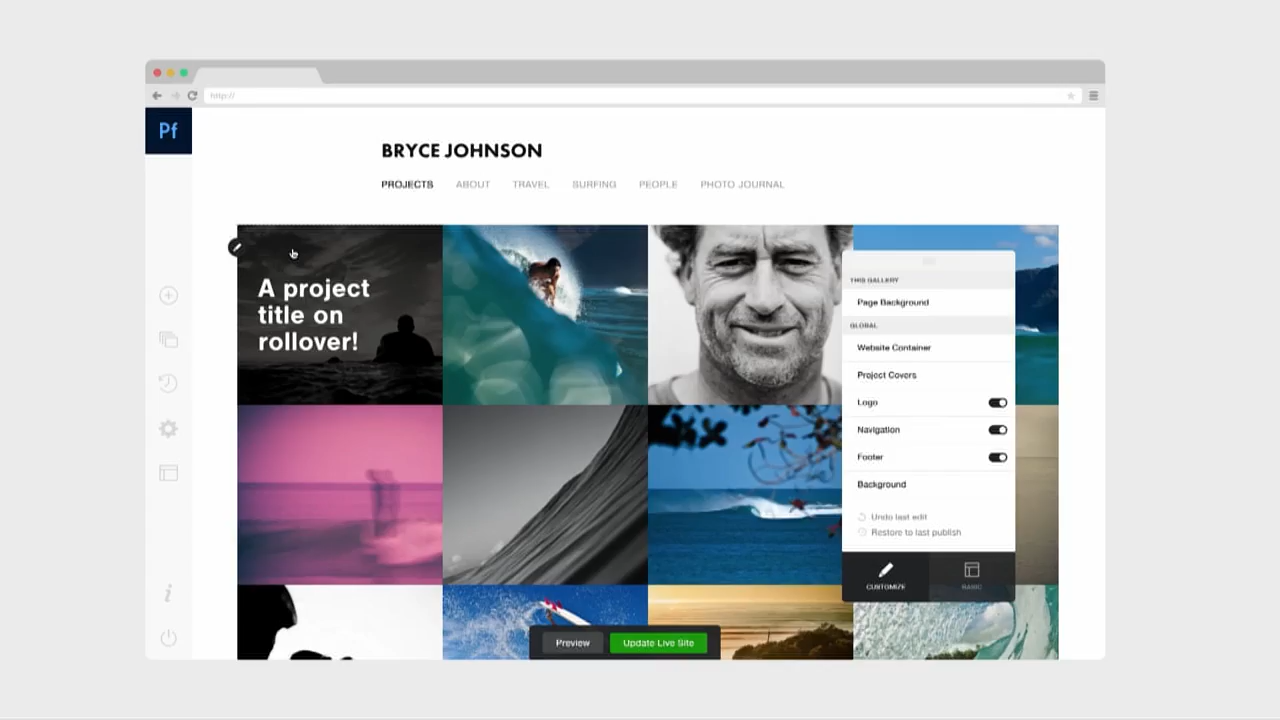 http://
Pf
BRYCE JOHNSON
PROJECTS ABOUT TRAVEL SURFING PEOPLE PHOTO JOURNAL
A project
title on
rollover!
THIS GALLERY
Page Background
GLOBAL
Website Container
Project Covers
Logo
Navigation
Footer
Background
Undo last edit
Restore to last publish
CUSTOMIZE
BASIC
Preview
Update Live Site